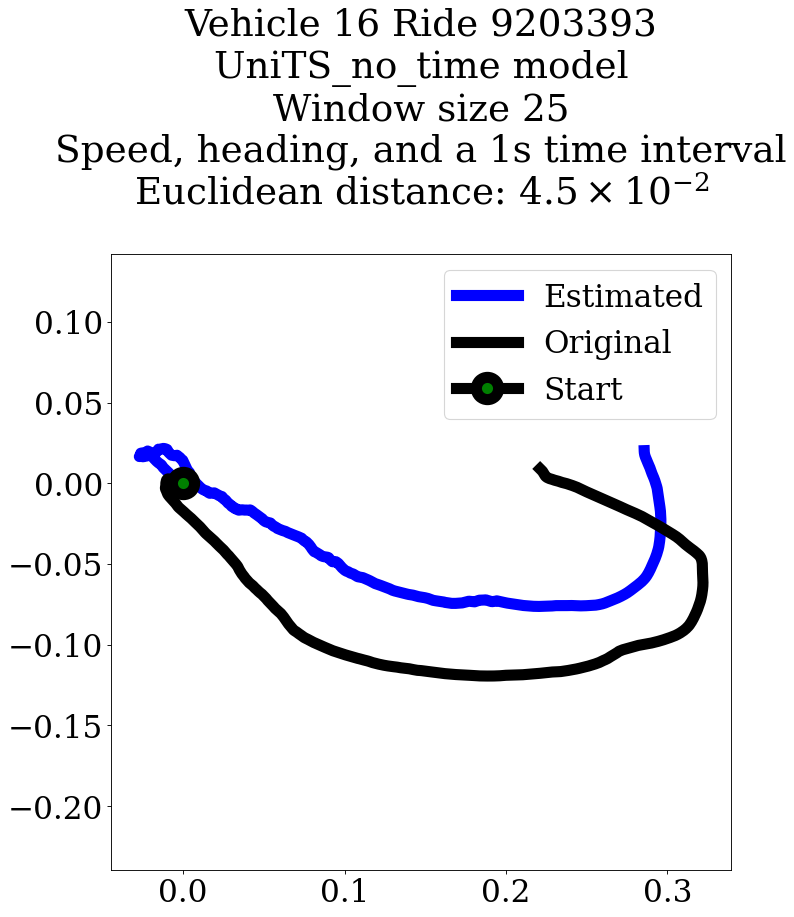 Vehicle 16 Ride 9203393
UniTS_no_time model
Window size 25
Speed, heading, and a 1s time interval
Euclidean distance: 4.5 × 10⁻²
Estimated
Original
Start
0.10
0.05
0.00
−0.05
−0.10
−0.15
−0.20
0.0 0.1 0.2 0.3